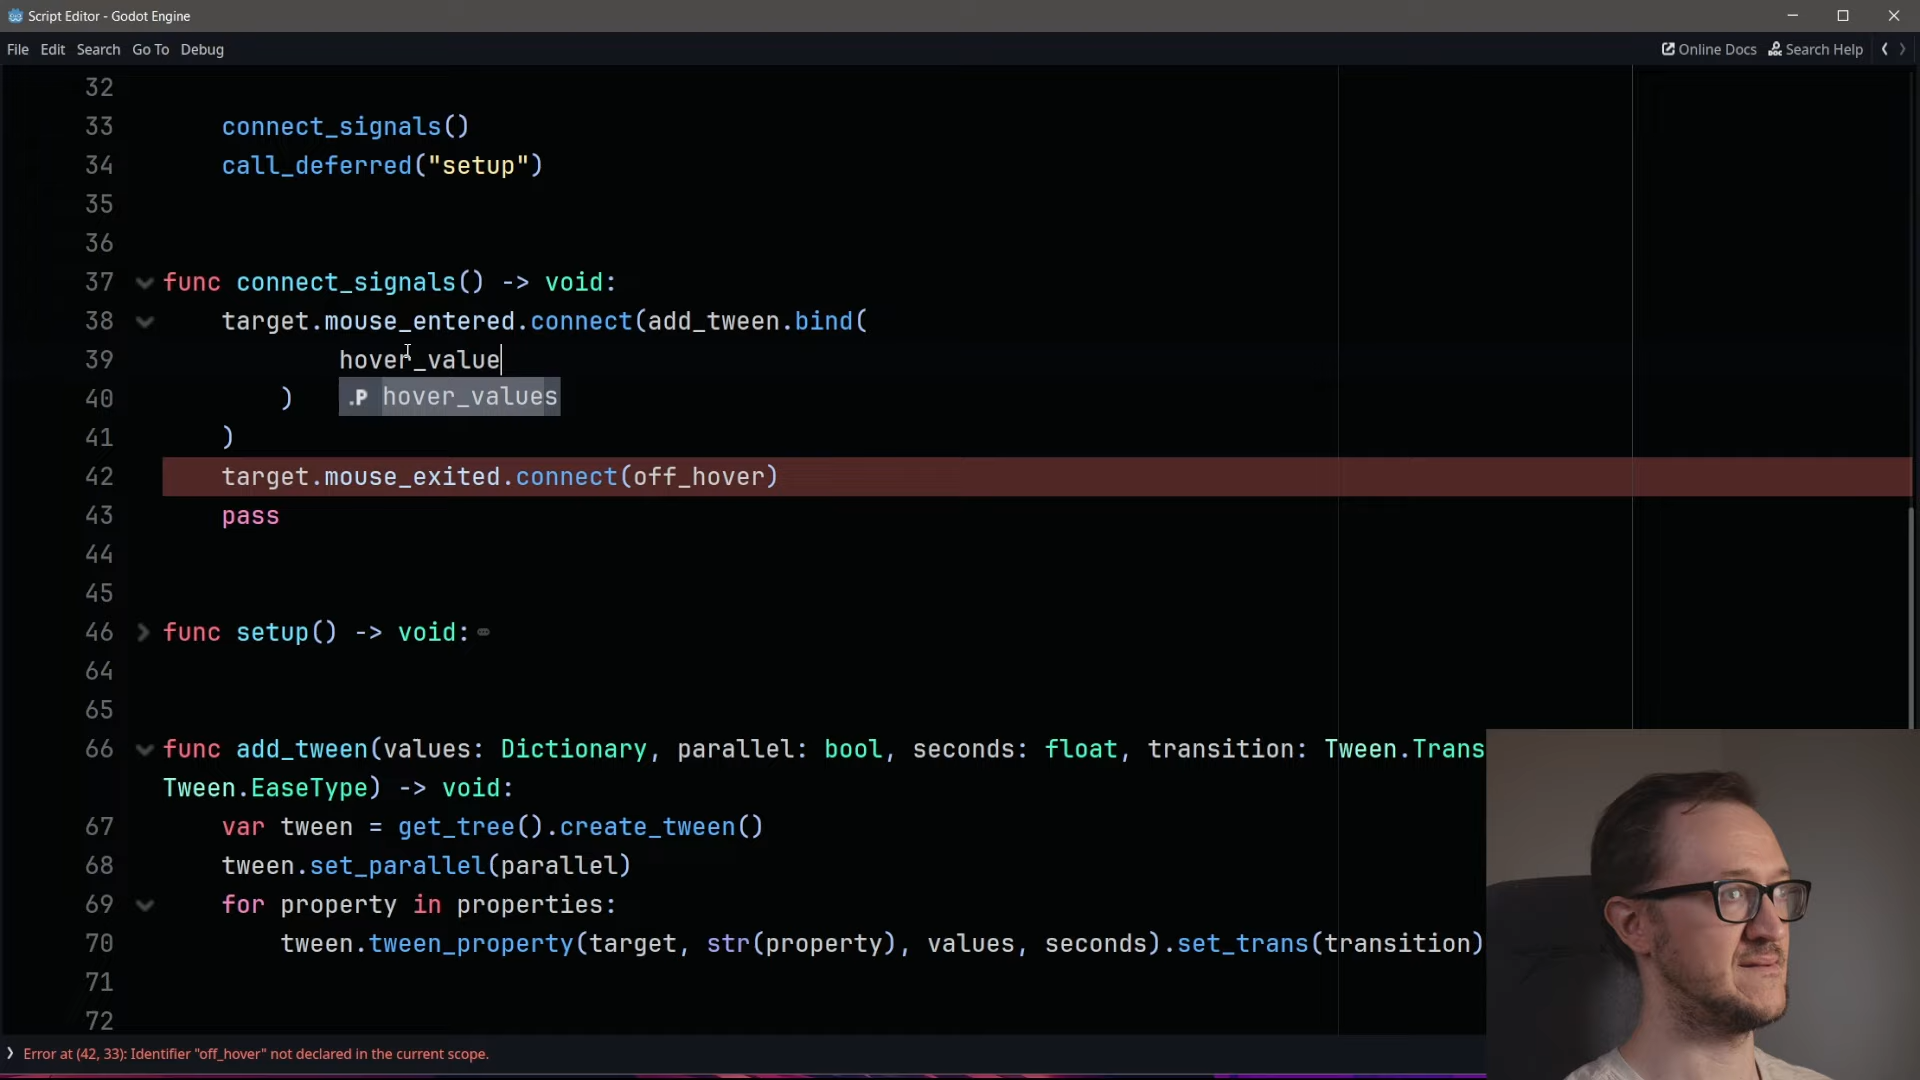 Script Editor - Godot Engine
File Edit Search Go To Debug
Online Docs Search Help
32
33 connect_signals()
34 call_deferred("setup")
35
36
37 func connect_signals() -> void:
38 target.mouse_entered.connect(add_tween.bind(
39 hover_value
.P hover_values
40 )
41 )
42 target.mouse_exited.connect(off_hover)
43 pass
44
45
46 func setup() -> void:
64
65
66 func add_tween(values: Dictionary, parallel: bool, seconds: float, transition: Tween.Trans
Tween.EaseType) -> void:
67 var tween = get_tree().create_tween()
68 tween.set_parallel(parallel)
69 for property in properties:
70 tween.tween_property(target, str(property), values, seconds).set_trans(transition)
71
72
Error at (42, 33): Identifier "off_hover" not declared in the current scope.